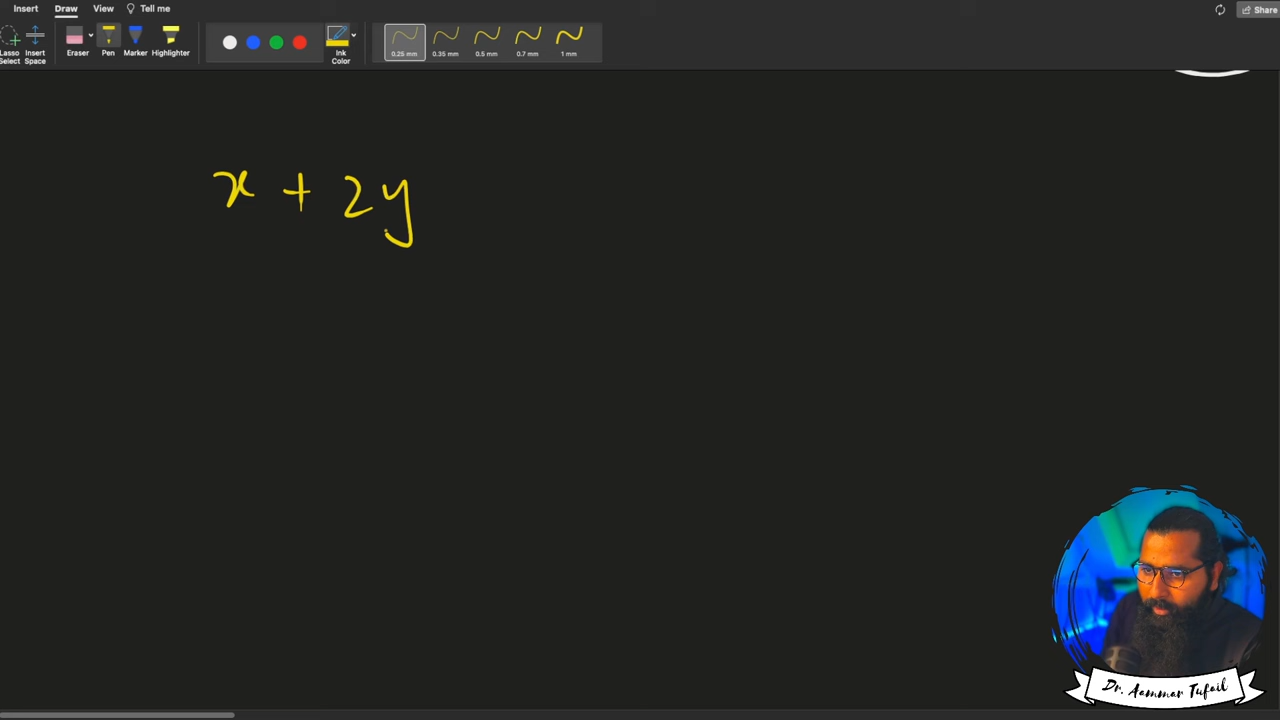 Insert Draw View Tell me Share
Lasso Select Insert Space Eraser Pen Marker Highlighter Ink Color 0.25 mm 0.35 mm 0.5 mm 0.7 mm 1 mm
x + 2y
Dr. Aammar Tufail